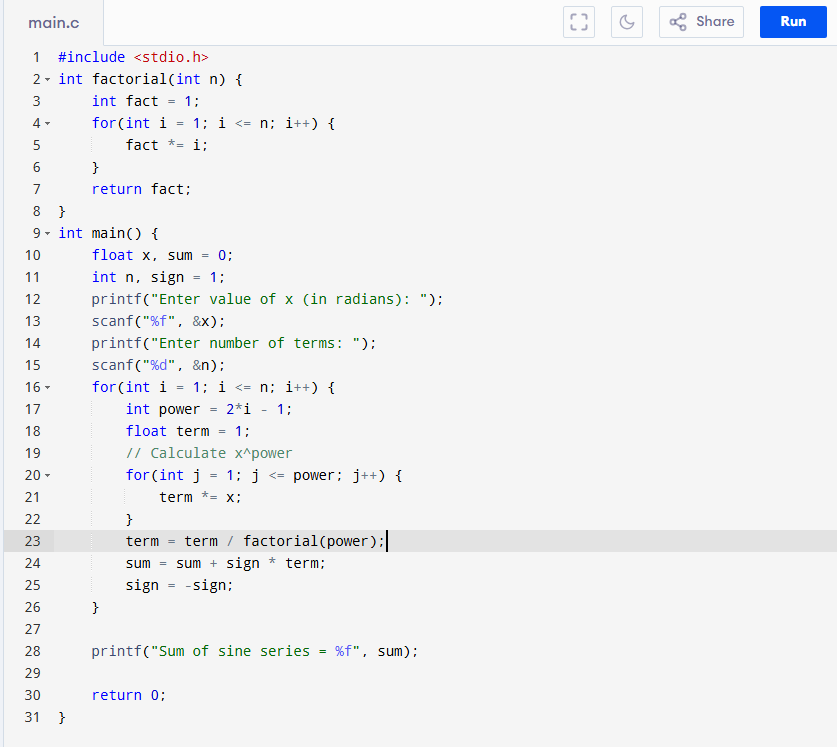 main.c
Share
Run
1 #include <stdio.h>
2 int factorial(int n) {
3     int fact = 1;
4     for(int i = 1; i <= n; i++) {
5         fact *= i;
6     }
7     return fact;
8 }
9 int main() {
10     float x, sum = 0;
11     int n, sign = 1;
12     printf("Enter value of x (in radians): ");
13     scanf("%f", &x);
14     printf("Enter number of terms: ");
15     scanf("%d", &n);
16     for(int i = 1; i <= n; i++) {
17         int power = 2*i - 1;
18         float term = 1;
19         // Calculate x^power
20         for(int j = 1; j <= power; j++) {
21             term *= x;
22         }
23         term = term / factorial(power);
24         sum = sum + sign * term;
25         sign = -sign;
26     }
27
28     printf("Sum of sine series = %f", sum);
29
30     return 0;
31 }